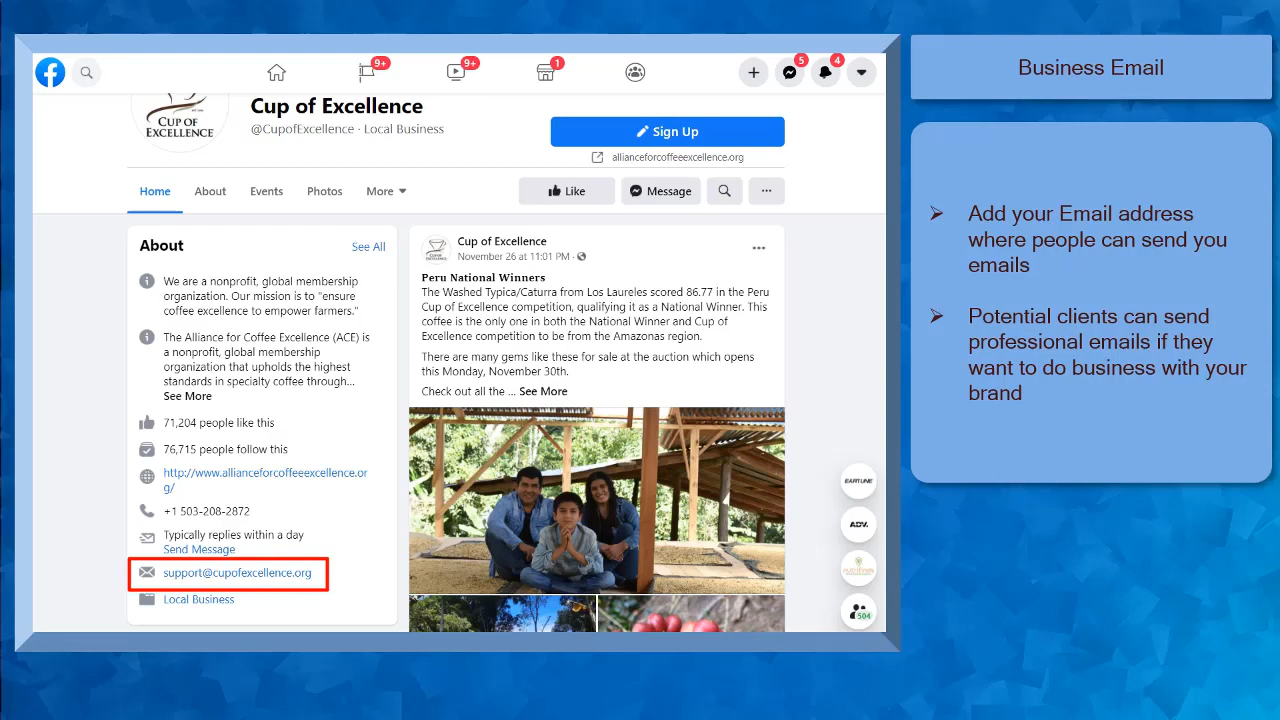 Business Email
Add your Email address
where people can send you
emails
Potential clients can send
professional emails if they
want to do business with your
brand
9+
9+
1
5
4
CUP OF
EXCELLENCE
Cup of Excellence
@CupofExcellence · Local Business
Sign Up
allianceforcoffeeexcellence.org
Home About Events Photos More
Like Message ...
About See All
We are a nonprofit, global membership
organization. Our mission is to "ensure
coffee excellence to empower farmers."
The Alliance for Coffee Excellence (ACE) is
a nonprofit, global membership
organization that upholds the highest
standards in specialty coffee through...
See More
71,204 people like this
76,715 people follow this
http://www.allianceforcoffeeexcellence.or
g/
+1 503-208-2872
Typically replies within a day
Send Message
support@cupofexcellence.org
Local Business
Cup of Excellence
November 26 at 11:01 PM ·
Peru National Winners
The Washed Typica/Caturra from Los Laureles scored 86.77 in the Peru
Cup of Excellence competition, qualifying it as a National Winner. This
coffee is the only one in both the National Winner and Cup of
Excellence competition to be from the Amazonas region.
There are many gems like these for sale at the auction which opens
this Monday, November 30th.
Check out all the ... See More
ADV.
504